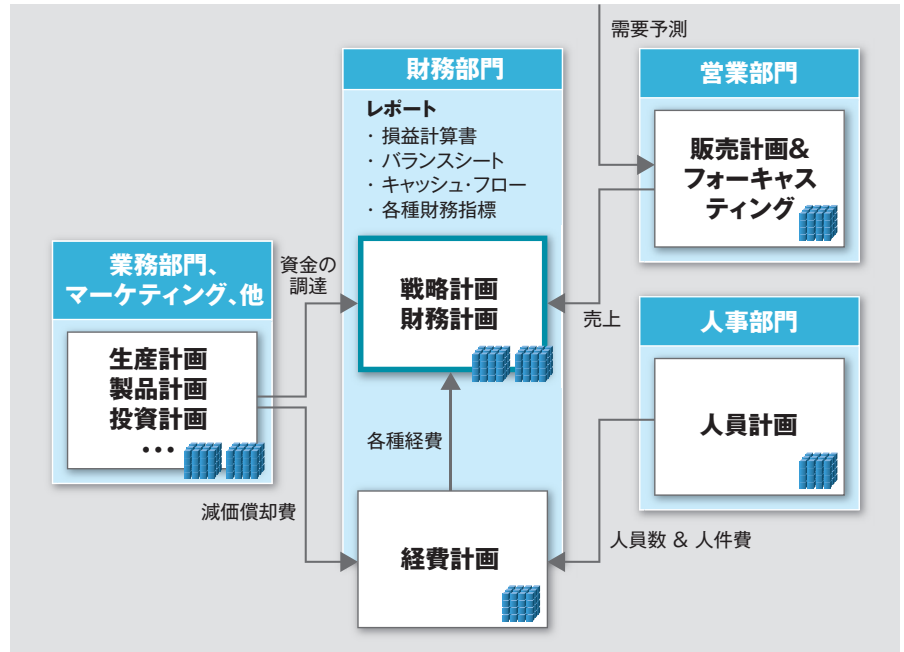 需要予測
財務部門
レポート
・損益計算書
・バランスシート
・キャッシュ・フロー
・各種財務指標
営業部門
販売計画&
フォーキャス
ティング
業務部門、
マーケティング、他
生産計画
製品計画
投資計画
・・・
資金の
調達
戦略計画
財務計画
売上
人事部門
人員計画
各種経費
減価償却費
経費計画
人員数 & 人件費